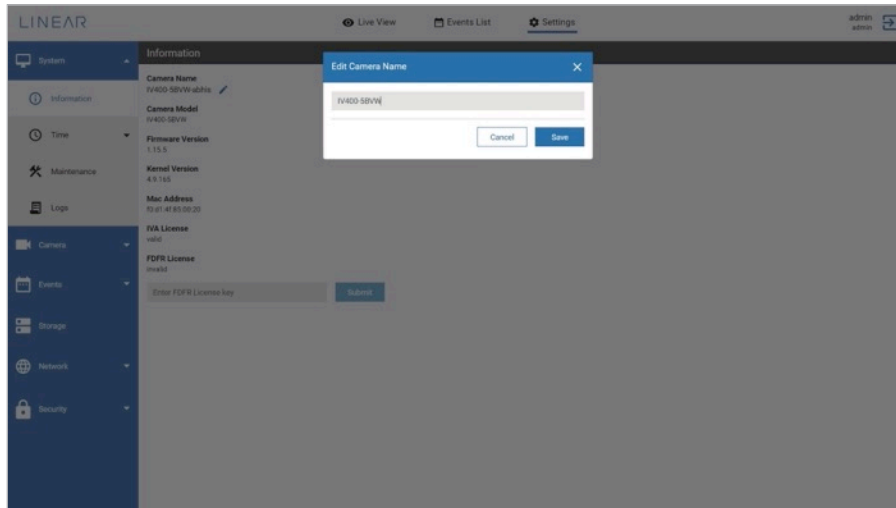 LINEAR
Live View
Events List
Settings
admin
admin
System
Information
Time
Maintenance
Logs
Camera
Events
Storage
Network
Security
Information
Camera Name
IV400-5BVW-abhis
Camera Model
IV400-5BVW
Firmware Version
1.15.5
Kernel Version
4.9.165
Mac Address
IVA License
valid
FDFR License
invalid
Enter FDFR License key
Submit
Edit Camera Name
IV400-5BVW
Cancel
Save